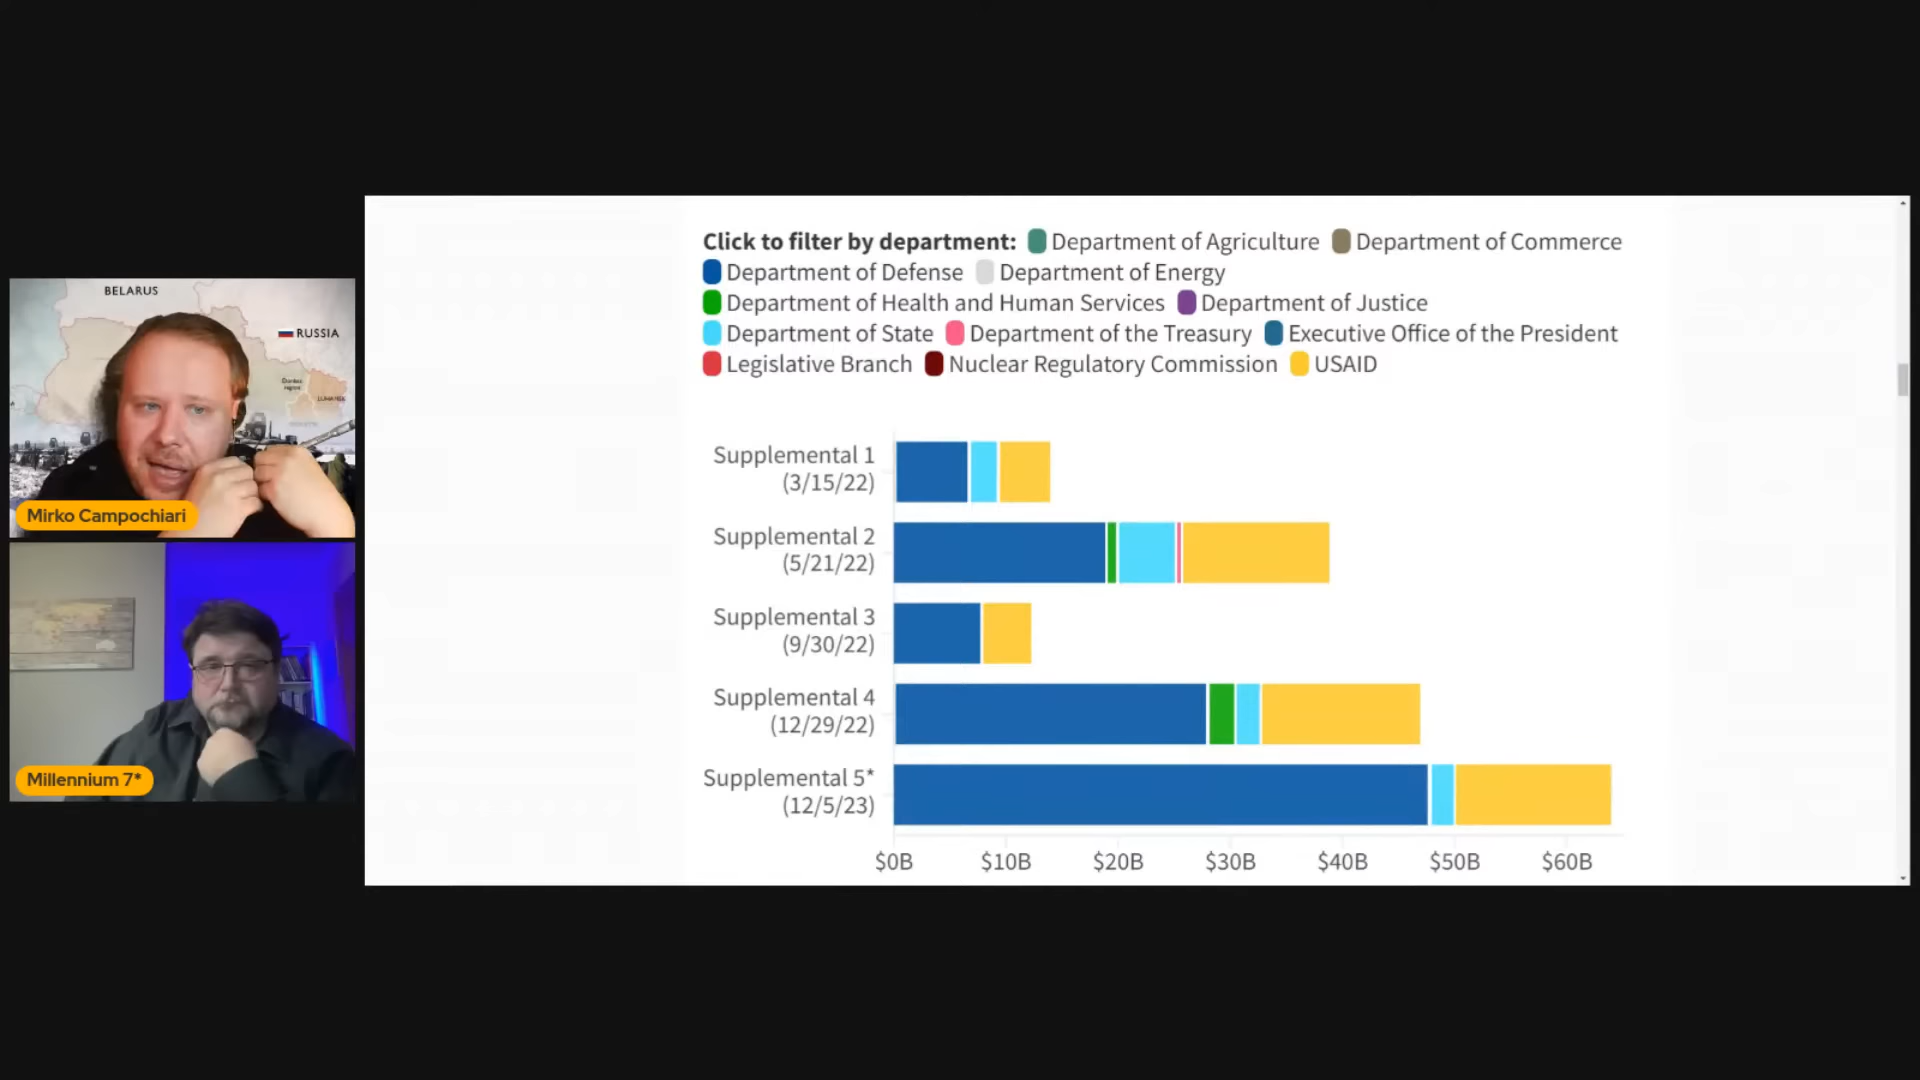 BELARUS
RUSSIA
Mirko Campochiari
Millennium 7*
Click to filter by department: Department of Agriculture Department of Commerce
Department of Defense Department of Energy
Department of Health and Human Services Department of Justice
Department of State Department of the Treasury Executive Office of the President
Legislative Branch Nuclear Regulatory Commission USAID
Supplemental 1
(3/15/22)
Supplemental 2
(5/21/22)
Supplemental 3
(9/30/22)
Supplemental 4
(12/29/22)
Supplemental 5*
(12/5/23)
$0B $10B $20B $30B $40B $50B $60B